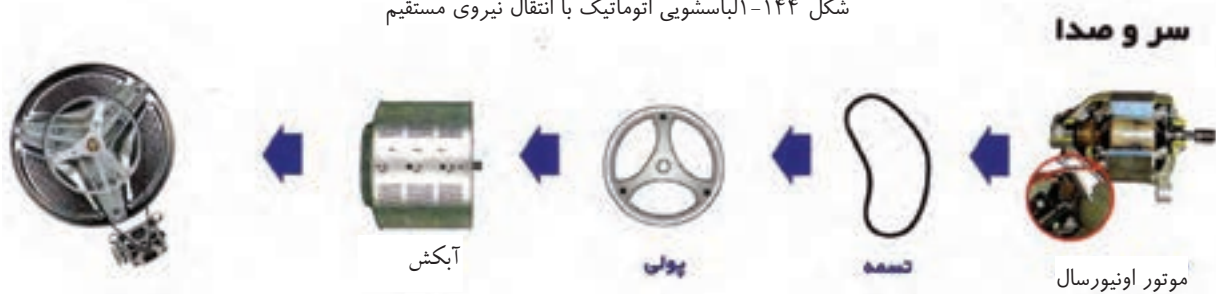 شکل ۱۴۴-۱لباسشویی اتوماتیک با انتقال نیروی مستقیم
سر و صدا
موتور اونیورسال
تسمه
پولی
آبکش